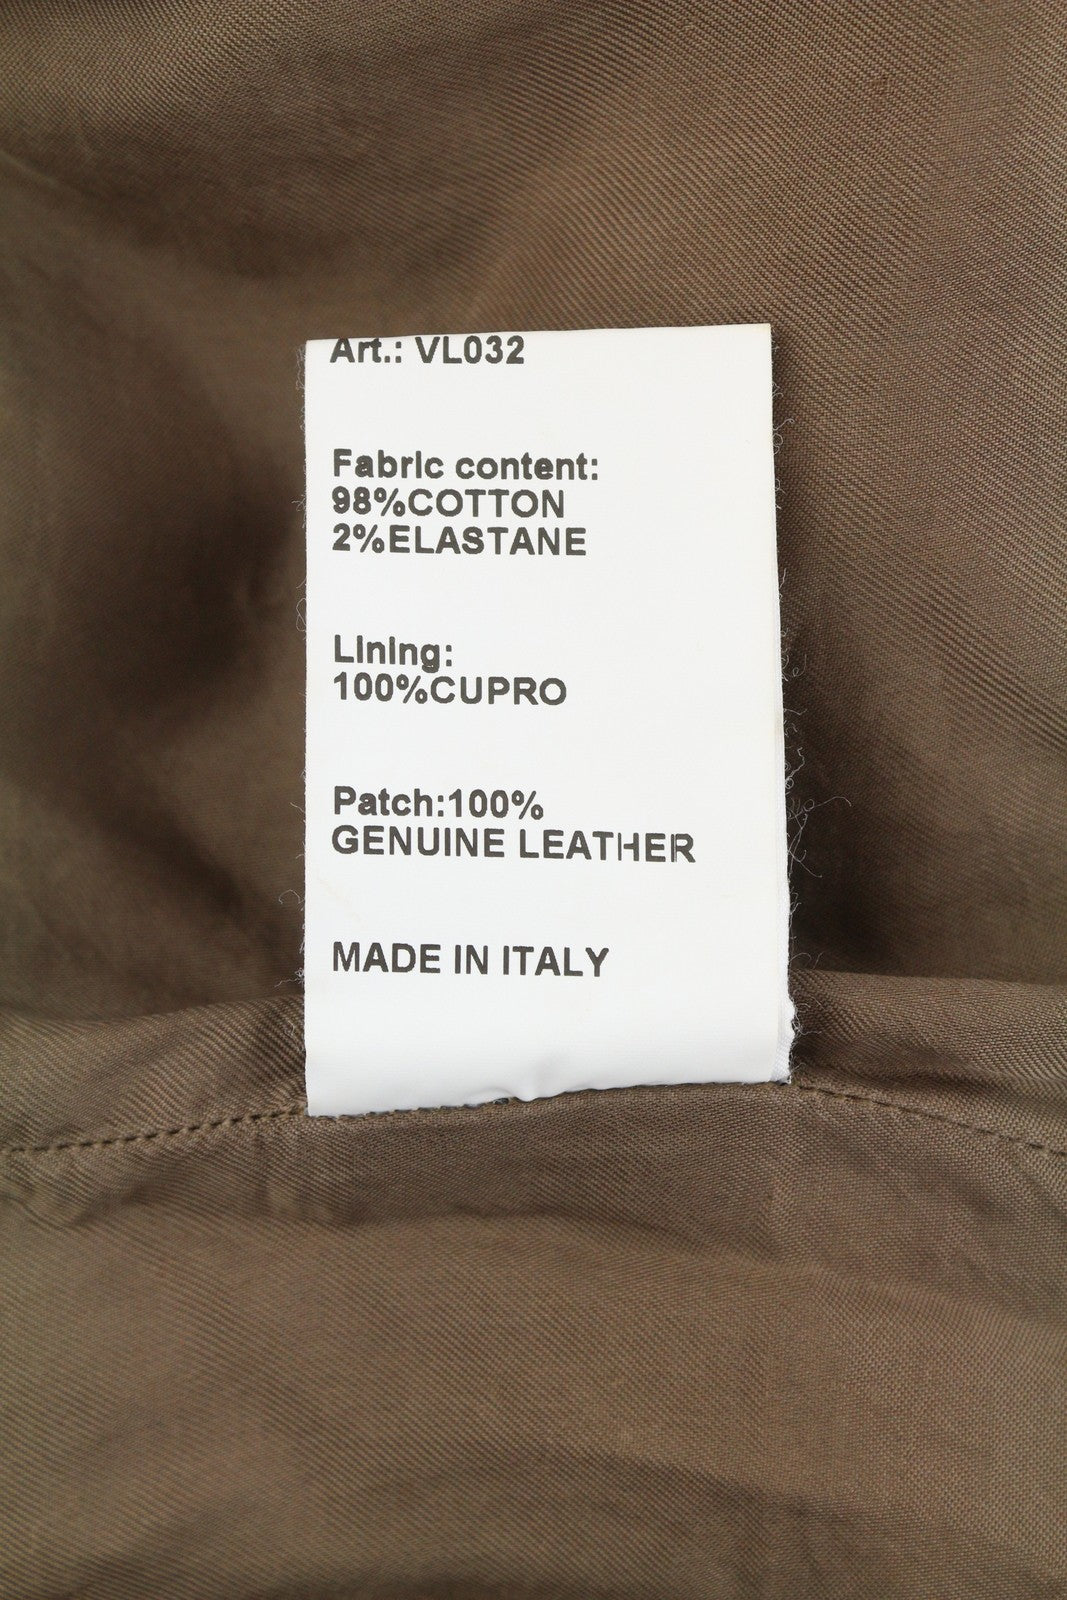 Art.: VL032
Fabric content:
98%COTTON
2%ELASTANE
Lining:
100%CUPRO
Patch:100%
GENUINE LEATHER
MADE IN ITALY